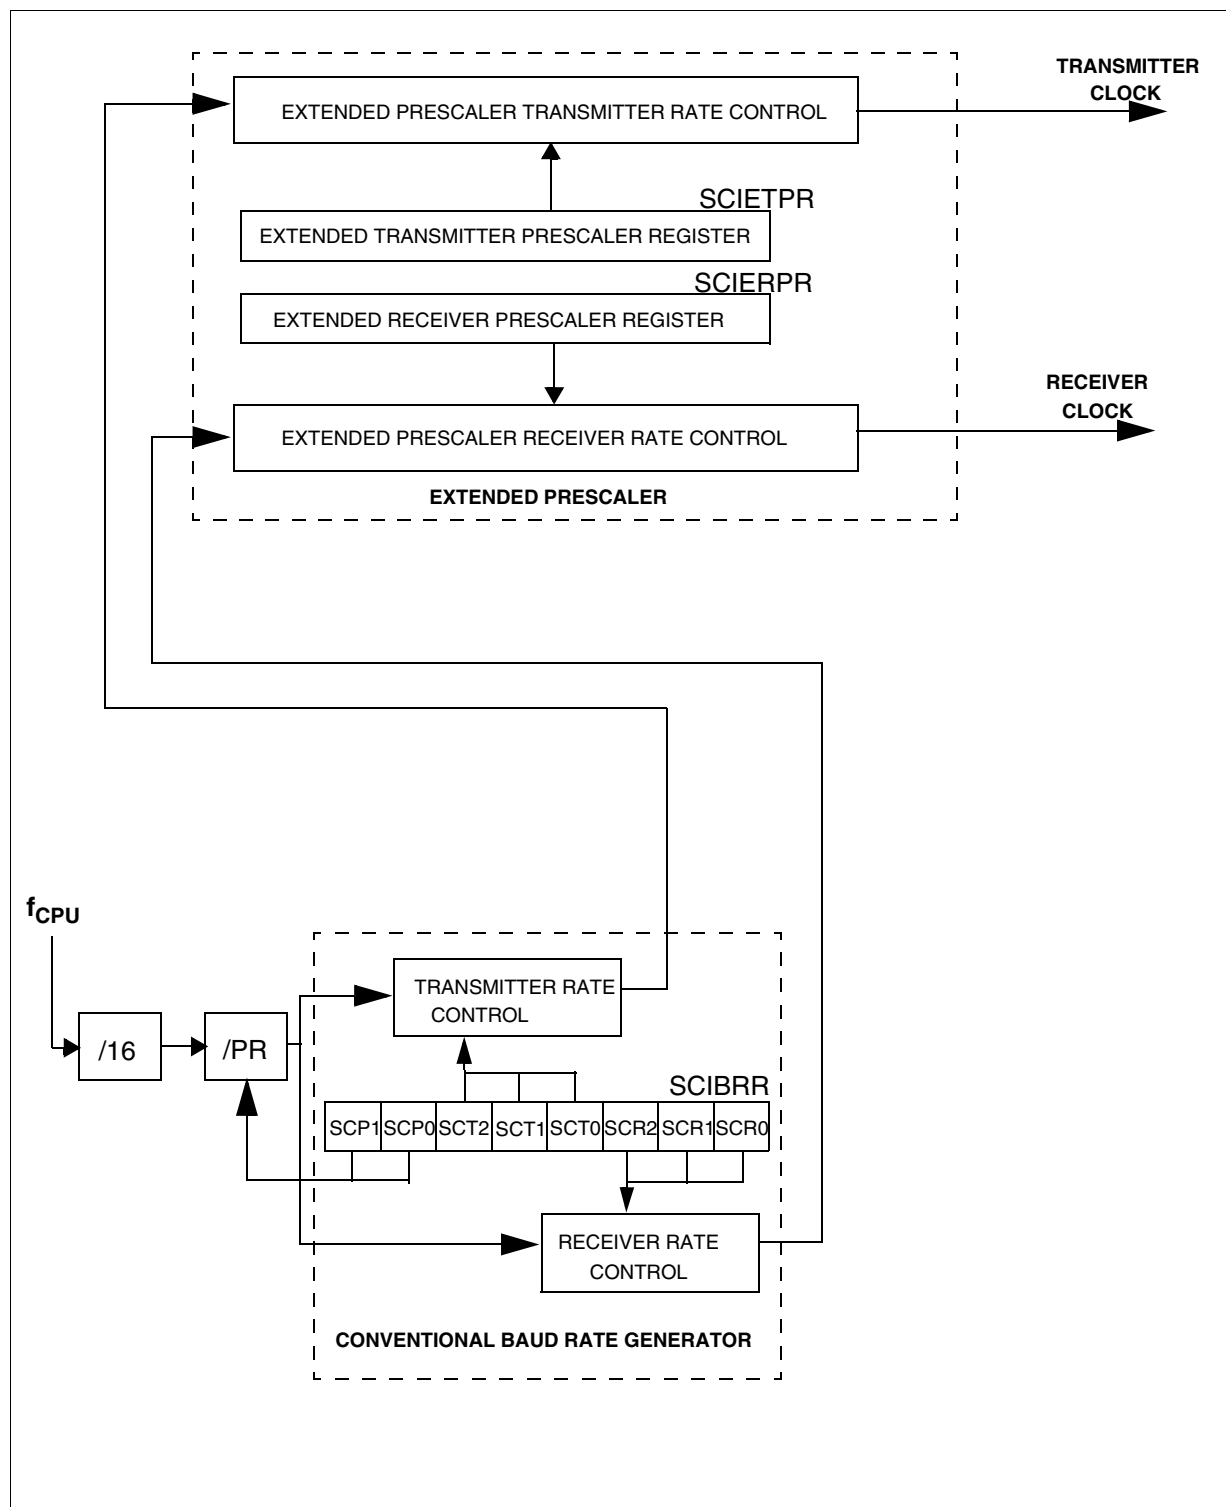 TRANSMITTER
CLOCK
EXTENDED PRESCALER TRANSMITTER RATE CONTROL
SCIETPR
EXTENDED TRANSMITTER PRESCALER REGISTER
SCIERPR
EXTENDED RECEIVER PRESCALER REGISTER
RECEIVER
CLOCK
EXTENDED PRESCALER RECEIVER RATE CONTROL
EXTENDED PRESCALER
fCPU
TRANSMITTER RATE
CONTROL
/16
/PR
SCIBRR
SCP1 SCP0 SCT2 SCT1 SCT0 SCR2 SCR1 SCR0
RECEIVER RATE
CONTROL
CONVENTIONAL BAUD RATE GENERATOR